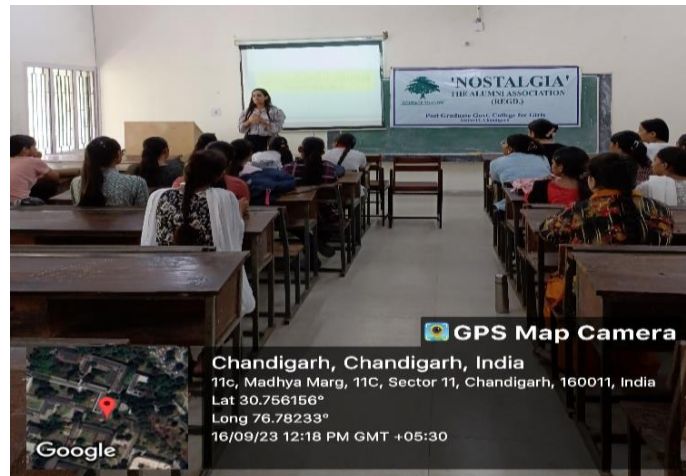 'NOSTALGIA'
THE ALUMNI ASSOCIATION
(REGD.)
Post Graduate Govt. College for Girls
GPS Map Camera
Chandigarh, Chandigarh, India
11c, Madhya Marg, 11C, Sector 11, Chandigarh, 160011, India
Lat 30.756156°
Long 76.78233°
16/09/23 12:18 PM GMT +05:30
Google